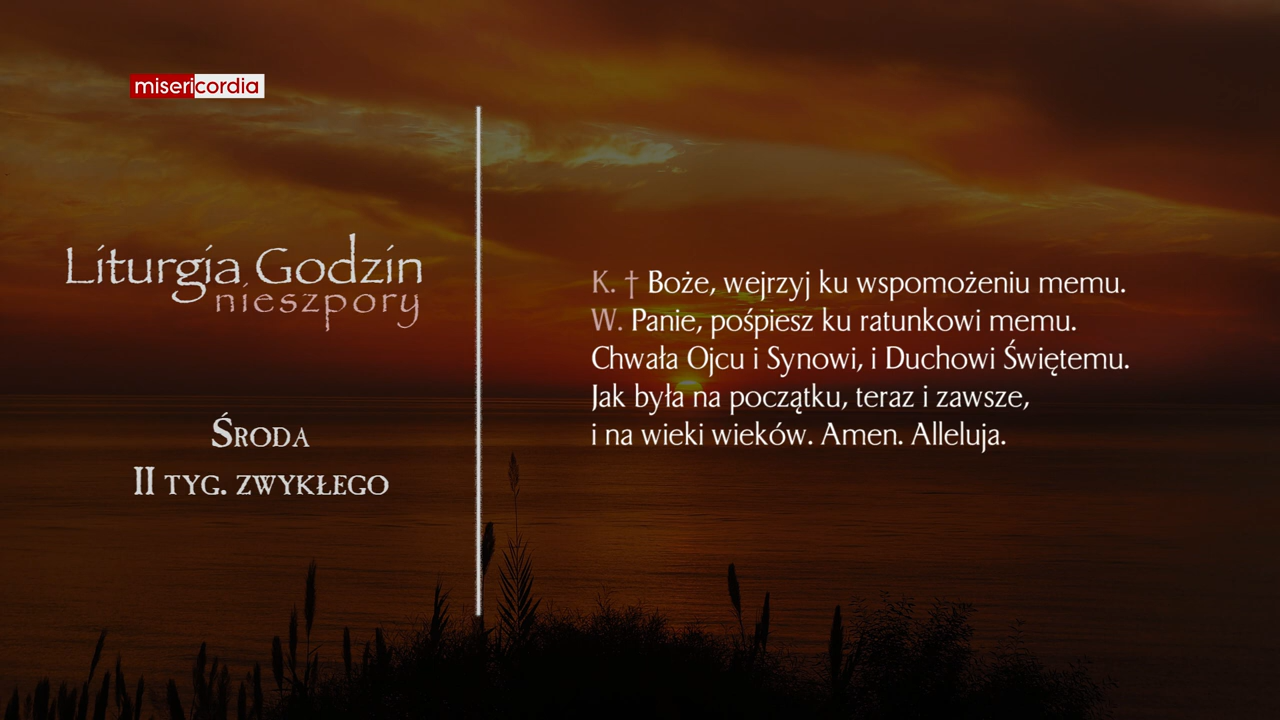 misericordia
Liturgia Godzin
nieszpory
Środa
II tyg. zwykłego
K. † Boże, wejrzyj ku wspomożeniu memu.
W. Panie, pośpiesz ku ratunkowi memu.
Chwała Ojcu i Synowi, i Duchowi Świętemu.
Jak była na początku, teraz i zawsze,
i na wieki wieków. Amen. Alleluja.